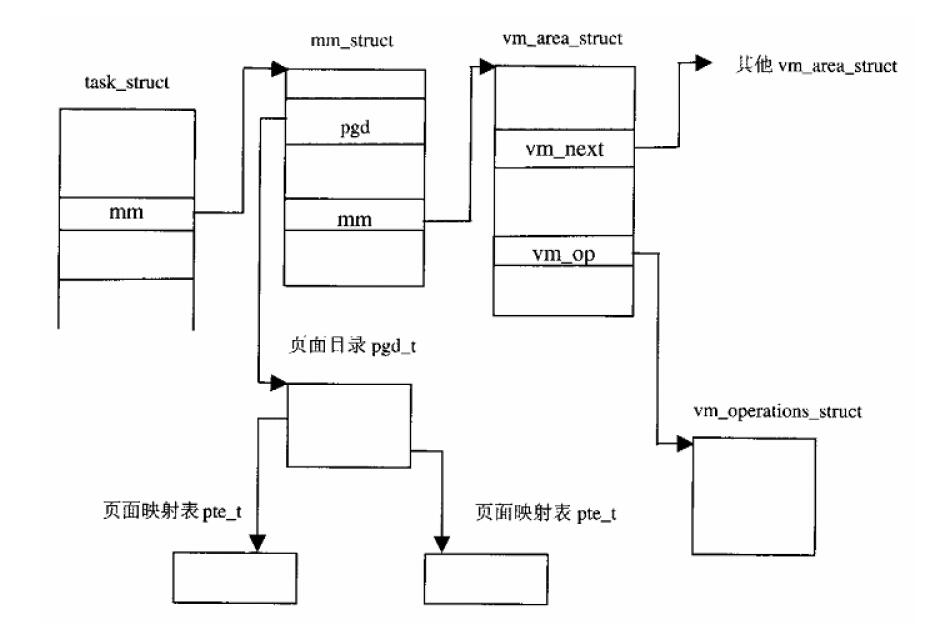 mm_struct
vm_area_struct
其他 vm_area_struct
task_struct
pgd
vm_next
mm
mm
vm_op
页面目录 pgd_t
vm_operations_struct
页面映射表 pte_t
页面映射表 pte_t